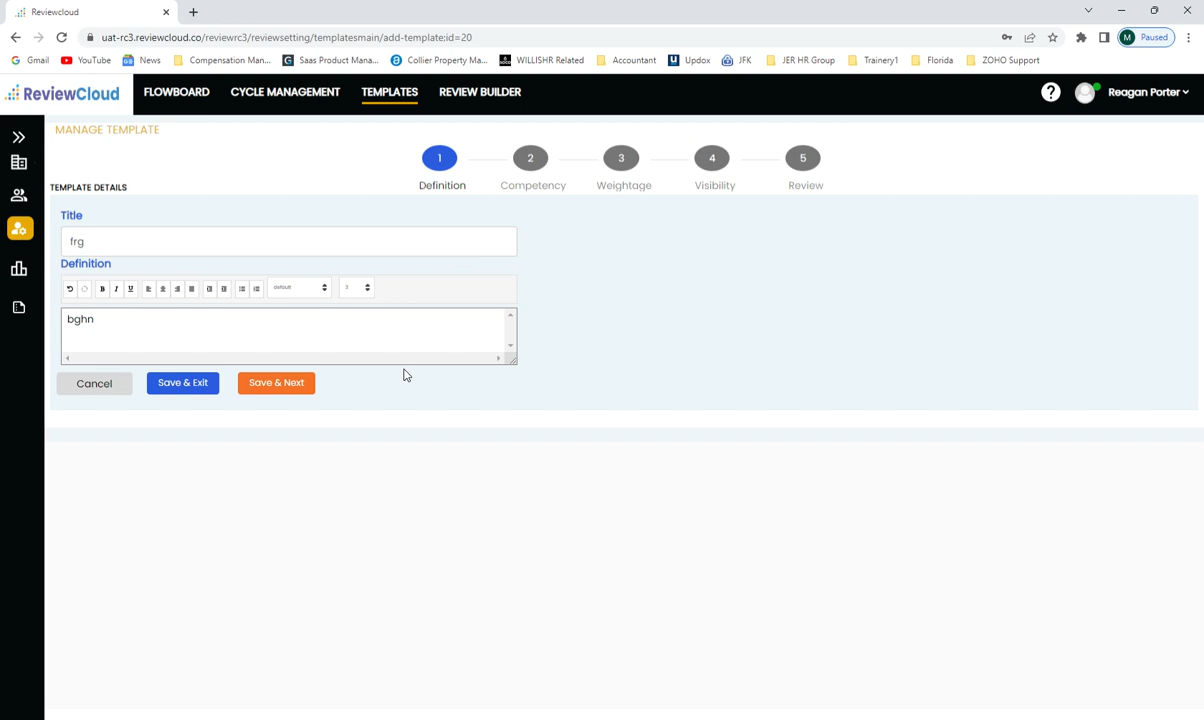 Reviewcloud
uat-rc3.reviewcloud.co/reviewrc3/reviewsetting/templatesmain/add-template;id=20
M Paused
Gmail YouTube News Compensation Man... Saas Product Mana... Collier Property Ma... WILLISHR Related Accountant Updox JFK JER HR Group Trainery1 Florida ZOHO Support
ReviewCloud FLOWBOARD CYCLE MANAGEMENT TEMPLATES REVIEW BUILDER ? Reagan Porter
MANAGE TEMPLATE
1 2 3 4 5
Definition Competency Weightage Visibility Review
TEMPLATE DETAILS
Title
frg
Definition
B I U default 3
bghn
Cancel Save & Exit Save & Next